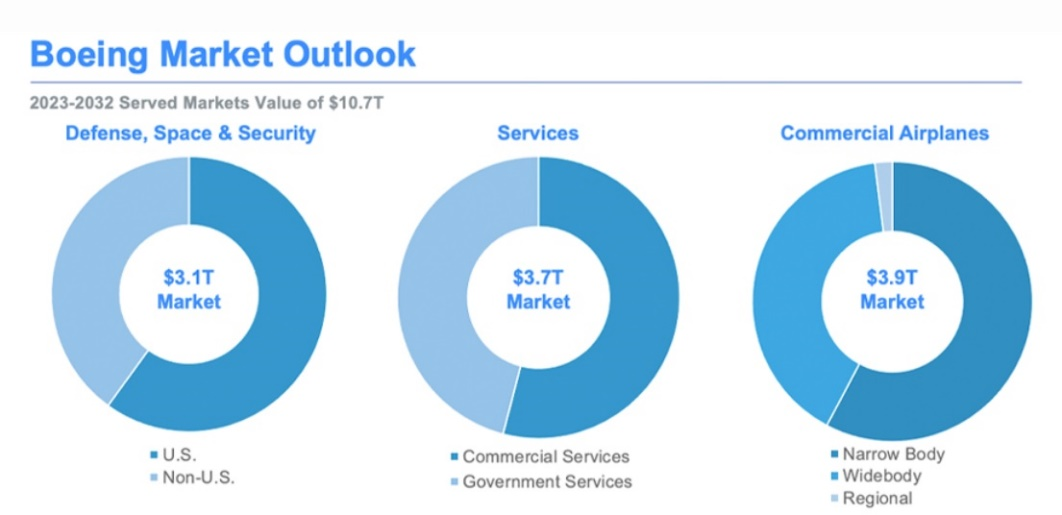 Boeing Market Outlook
2023-2032 Served Markets Value of $10.7T
Defense, Space & Security
$3.1T
Market
U.S.
Non-U.S.
Services
$3.7T
Market
Commercial Services
Government Services
Commercial Airplanes
$3.9T
Market
Narrow Body
Widebody
Regional